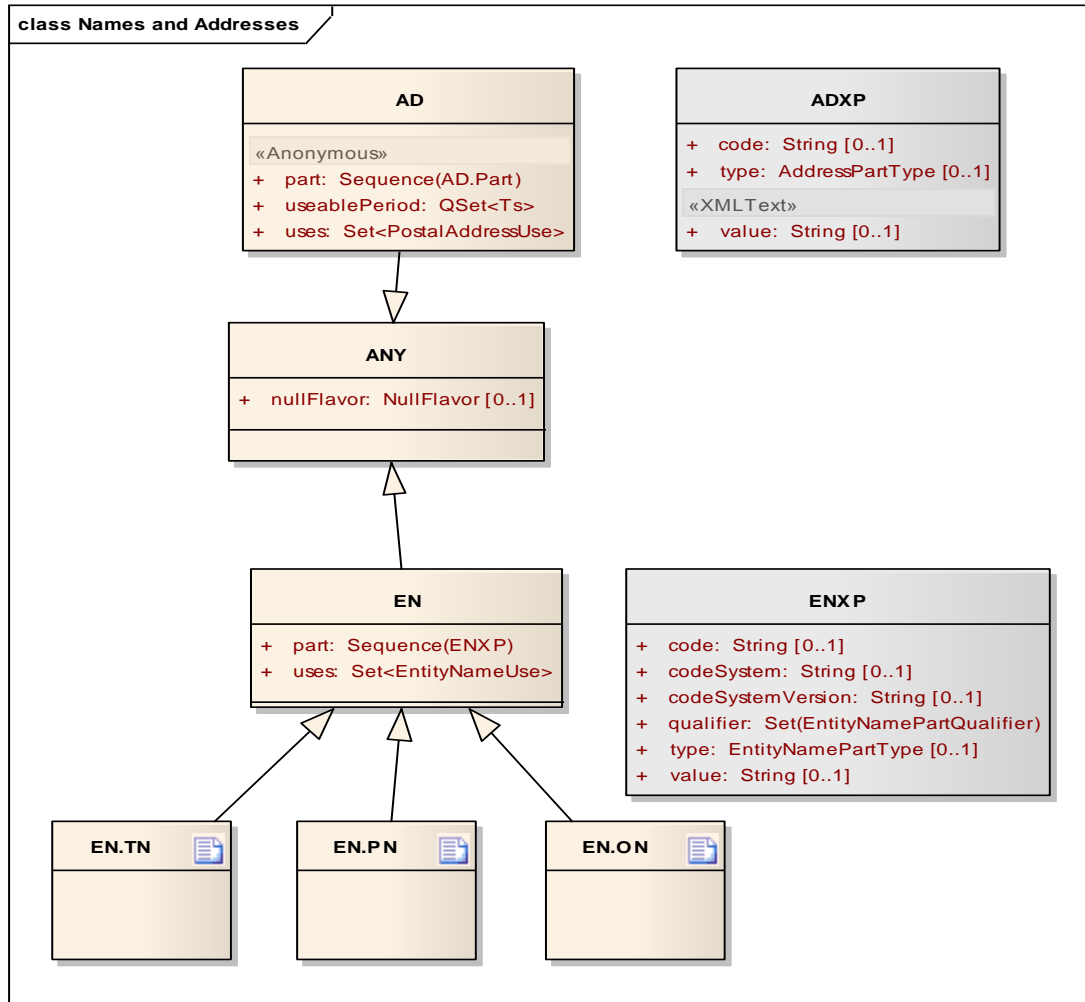 class Names and Addresses
AD
«Anonymous»
+ part: Sequence(AD.Part)
+ useablePeriod: QSet<Ts>
+ uses: Set<PostalAddressUse>
ADXP
+ code: String [0..1]
+ type: AddressPartType [0..1]
«XMLText»
+ value: String [0..1]
ANY
+ nullFlavor: NullFlavor [0..1]
EN
+ part: Sequence(ENXP)
+ uses: Set<EntityNameUse>
ENXP
+ code: String [0..1]
+ codeSystem: String [0..1]
+ codeSystemVersion: String [0..1]
+ qualifier: Set(EntityNamePartQualifier)
+ type: EntityNamePartType [0..1]
+ value: String [0..1]
EN.TN
EN.PN
EN.ON